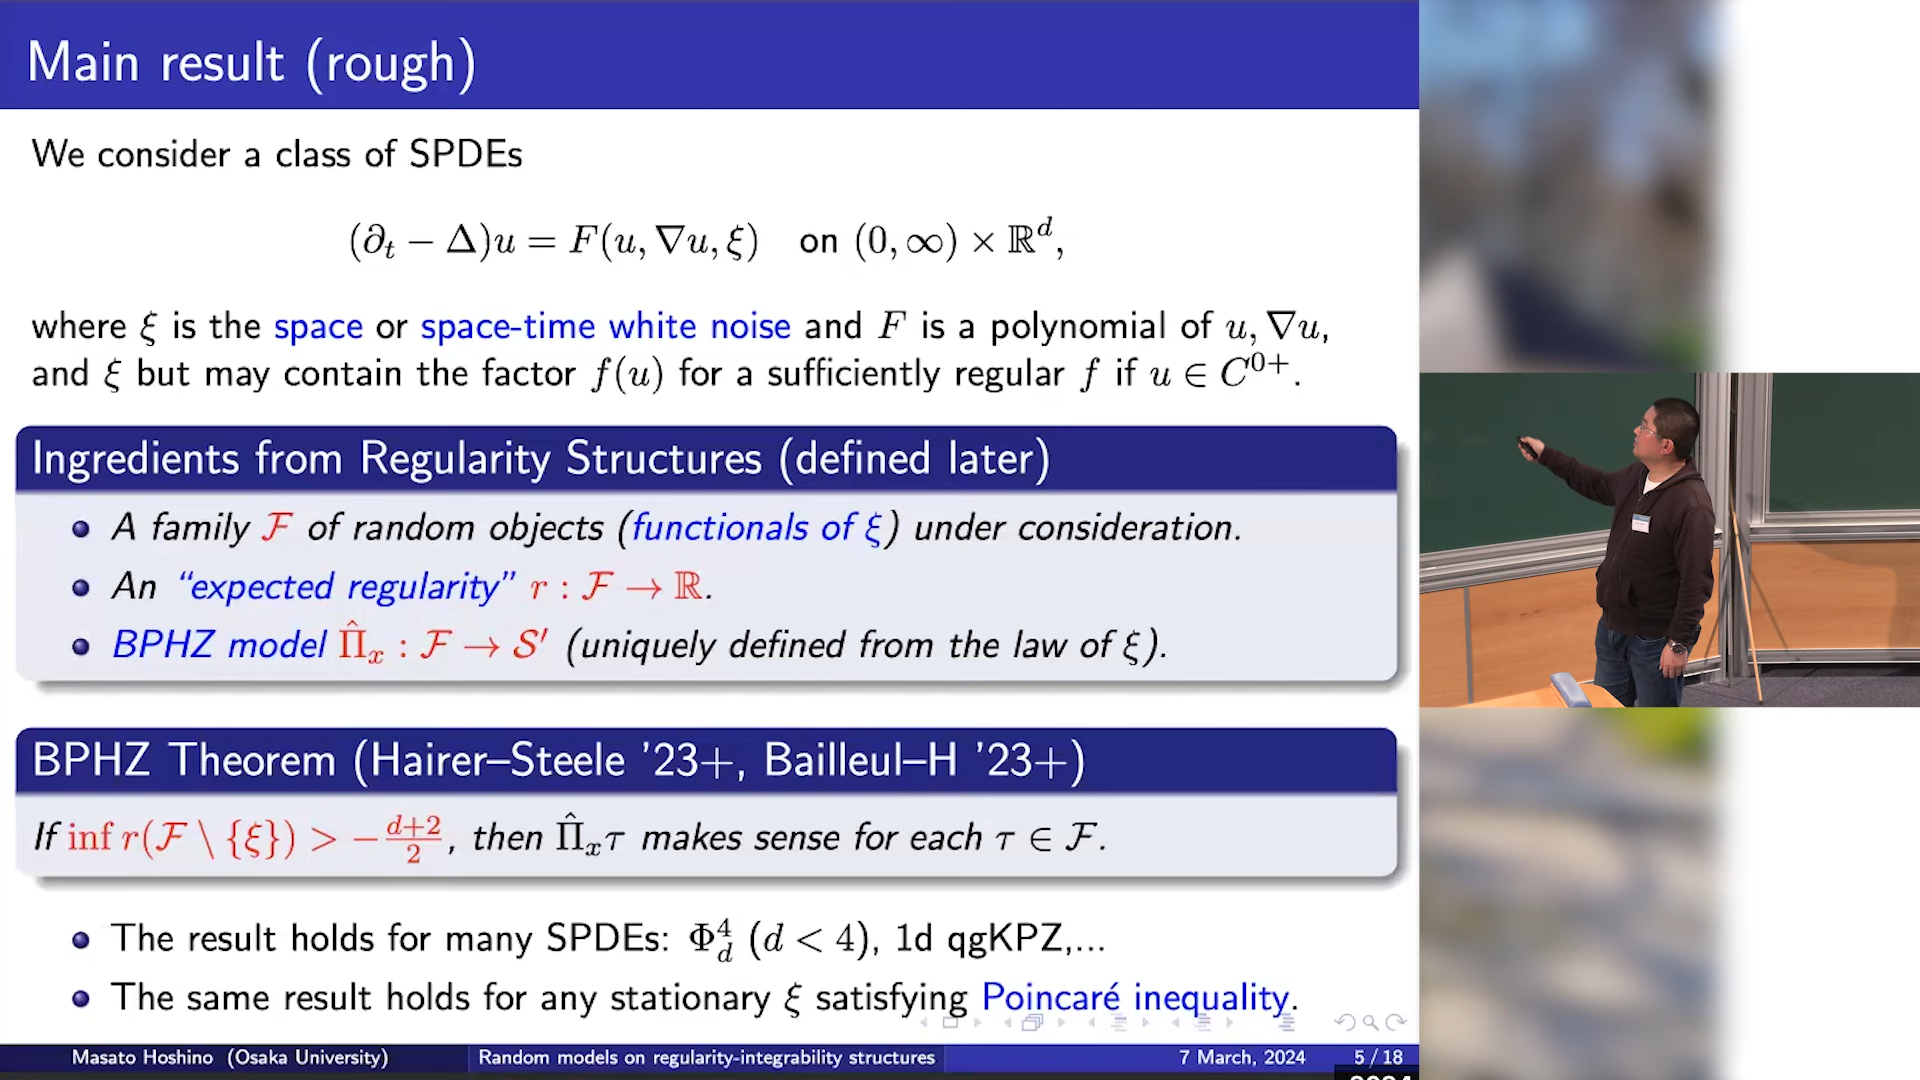 Main result (rough)
We consider a class of SPDEs
(∂ₜ − Δ)u = F(u, ∇u, ξ) on (0, ∞) × ℝᵈ,
where ξ is the space or space-time white noise and F is a polynomial of u, ∇u,
and ξ but may contain the factor f(u) for a sufficiently regular f if u ∈ C⁰⁺.
Ingredients from Regularity Structures (defined later)
• A family ℱ of random objects (functionals of ξ) under consideration.
• An “expected regularity” r : ℱ → ℝ.
• BPHZ model Π̂ₓ : ℱ → 𝒮′ (uniquely defined from the law of ξ).
BPHZ Theorem (Hairer–Steele ’23+, Bailleul–H ’23+)
If inf r(ℱ \ {ξ}) > −(d+2)/2, then Π̂ₓτ makes sense for each τ ∈ ℱ.
• The result holds for many SPDEs: Φ⁴_d (d < 4), 1d qgKPZ,...
• The same result holds for any stationary ξ satisfying Poincaré inequality.
Masato Hoshino (Osaka University) Random models on regularity-integrability structures 7 March, 2024 5 / 18